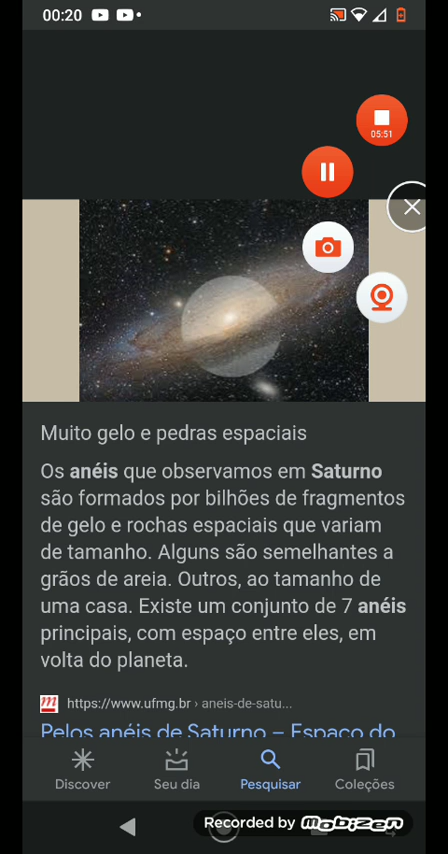 00:20
05:51
Muito gelo e pedras espaciais
Os anéis que observamos em Saturno
são formados por bilhões de fragmentos
de gelo e rochas espaciais que variam
de tamanho. Alguns são semelhantes a
grãos de areia. Outros, ao tamanho de
uma casa. Existe um conjunto de 7 anéis
principais, com espaço entre eles, em
volta do planeta.
https://www.ufmg.br › aneis-de-satu...
Pelos anéis de Saturno – Espaço do
Discover Seu dia Pesquisar Coleções
Recorded by Mobizen